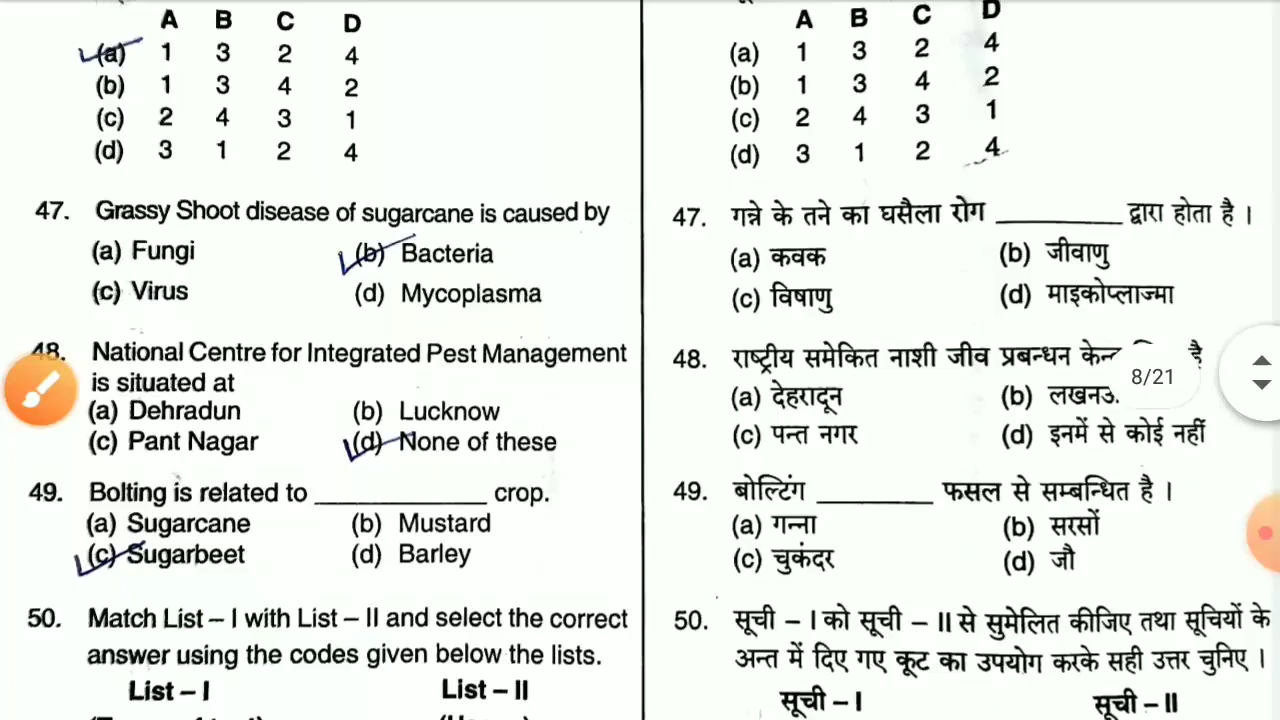 A B C D
(a) 1 3 2 4
(b) 1 3 4 2
(c) 2 4 3 1
(d) 3 1 2 4
47. Grassy Shoot disease of sugarcane is caused by
(a) Fungi (b) Bacteria
(c) Virus (d) Mycoplasma
48. National Centre for Integrated Pest Management
is situated at
(a) Dehradun (b) Lucknow
(c) Pant Nagar (d) None of these
49. Bolting is related to ____________ crop.
(a) Sugarcane (b) Mustard
(c) Sugarbeet (d) Barley
50. Match List – I with List – II and select the correct
answer using the codes given below the lists.
List – I List – II
A B C D
(a) 1 3 2 4
(b) 1 3 4 2
(c) 2 4 3 1
(d) 3 1 2 4
47. गन्ने के तने का घसैला रोग _________ द्वारा होता है ।
(a) कवक (b) जीवाणु
(c) विषाणु (d) माइकोप्लाज्मा
48. राष्ट्रीय समेकित नाशी जीव प्रबन्धन है
(a) देहरादून (b)
(c) पन्त नगर (d) इनमें से कोई नहीं
49. बोल्टिंग ________ फसल से सम्बन्धित है ।
(a) गन्ना (b) सरसों
(c) चुकंदर (d) जौ
50. सूची – I को सूची – II से सुमेलित कीजिए तथा सूचियों के
अन्त में दिए गए कूट का उपयोग करके सही उत्तर चुनिए ।
सूची – I सूची – II
8/21